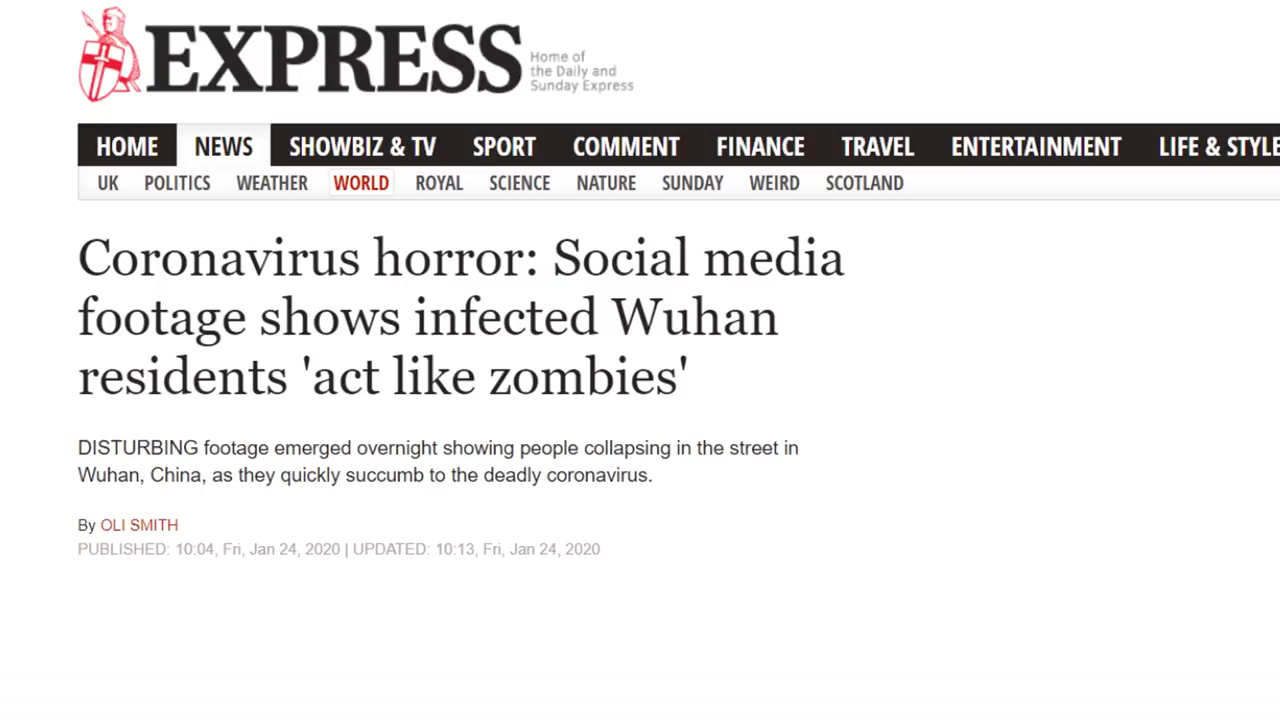 EXPRESS
Home of
the Daily and
Sunday Express
HOME NEWS SHOWBIZ & TV SPORT COMMENT FINANCE TRAVEL ENTERTAINMENT LIFE & STYLE
UK POLITICS WEATHER WORLD ROYAL SCIENCE NATURE SUNDAY WEIRD SCOTLAND
Coronavirus horror: Social media
footage shows infected Wuhan
residents 'act like zombies'
DISTURBING footage emerged overnight showing people collapsing in the street in
Wuhan, China, as they quickly succumb to the deadly coronavirus.
By OLI SMITH
PUBLISHED: 10:04, Fri, Jan 24, 2020 | UPDATED: 10:13, Fri, Jan 24, 2020